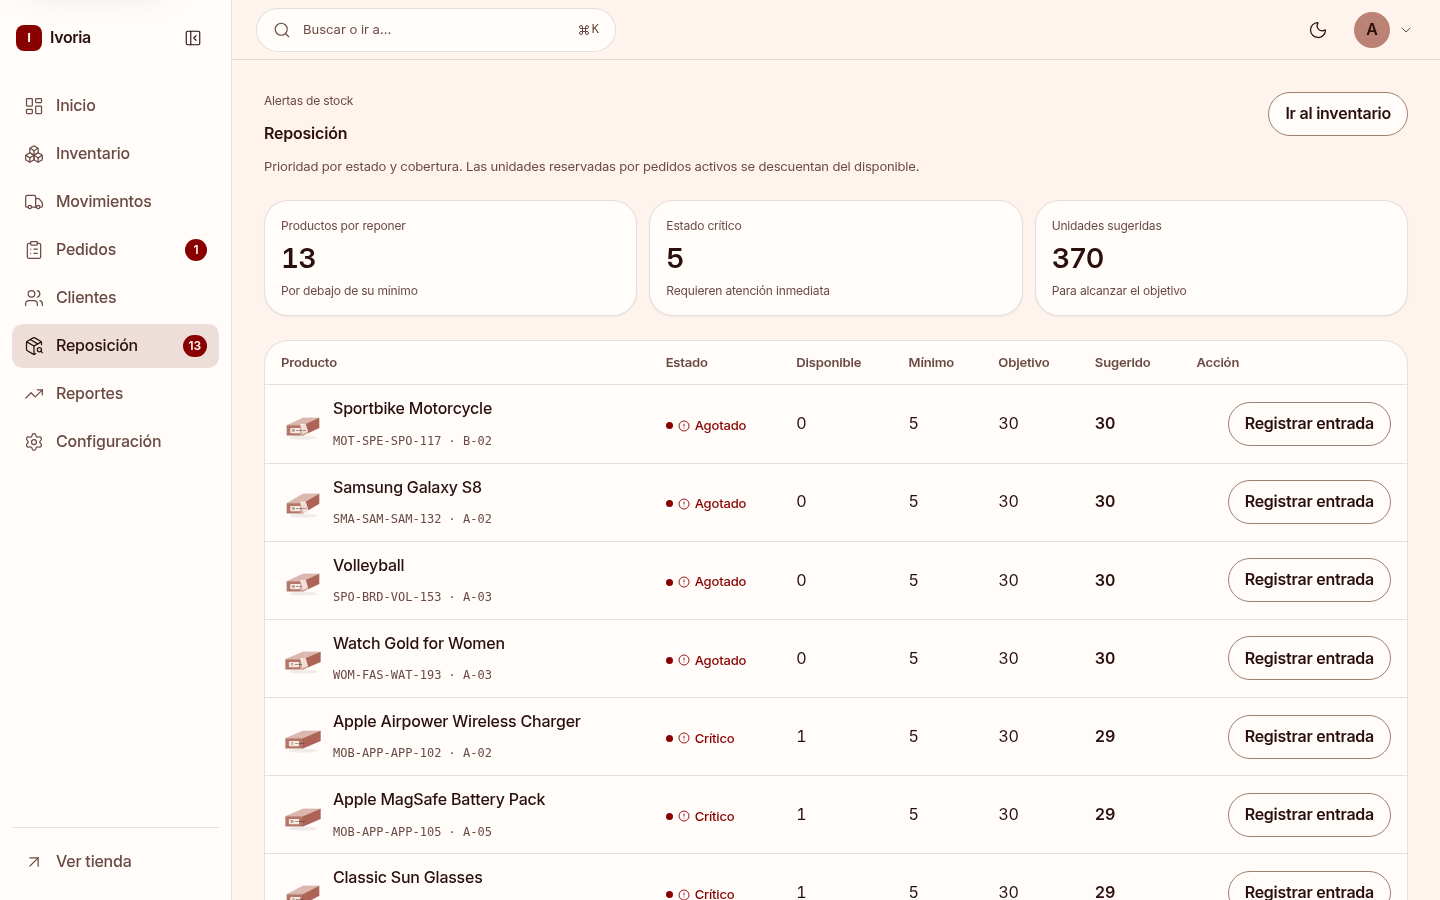 I Ivoria
Buscar o ir a... ⌘K
A
Inicio
Inventario
Movimientos
Pedidos 1
Clientes
Reposición 13
Reportes
Configuración
Ver tienda
Alertas de stock
Reposición
Prioridad por estado y cobertura. Las unidades reservadas por pedidos activos se descuentan del disponible.
Ir al inventario
Productos por reponer
13
Por debajo de su mínimo
Estado crítico
5
Requieren atención inmediata
Unidades sugeridas
370
Para alcanzar el objetivo
Producto Estado Disponible Mínimo Objetivo Sugerido Acción
Sportbike Motorcycle
MOT-SPE-SPO-117 · B-02
Agotado 0 5 30 30 Registrar entrada
Samsung Galaxy S8
SMA-SAM-SAM-132 · A-02
Agotado 0 5 30 30 Registrar entrada
Volleyball
SPO-BRD-VOL-153 · A-03
Agotado 0 5 30 30 Registrar entrada
Watch Gold for Women
WOM-FAS-WAT-193 · A-03
Agotado 0 5 30 30 Registrar entrada
Apple Airpower Wireless Charger
MOB-APP-APP-102 · A-02
Crítico 1 5 30 29 Registrar entrada
Apple MagSafe Battery Pack
MOB-APP-APP-105 · A-05
Crítico 1 5 30 29 Registrar entrada
Classic Sun Glasses
Crítico 1 5 30 29 Registrar entrada